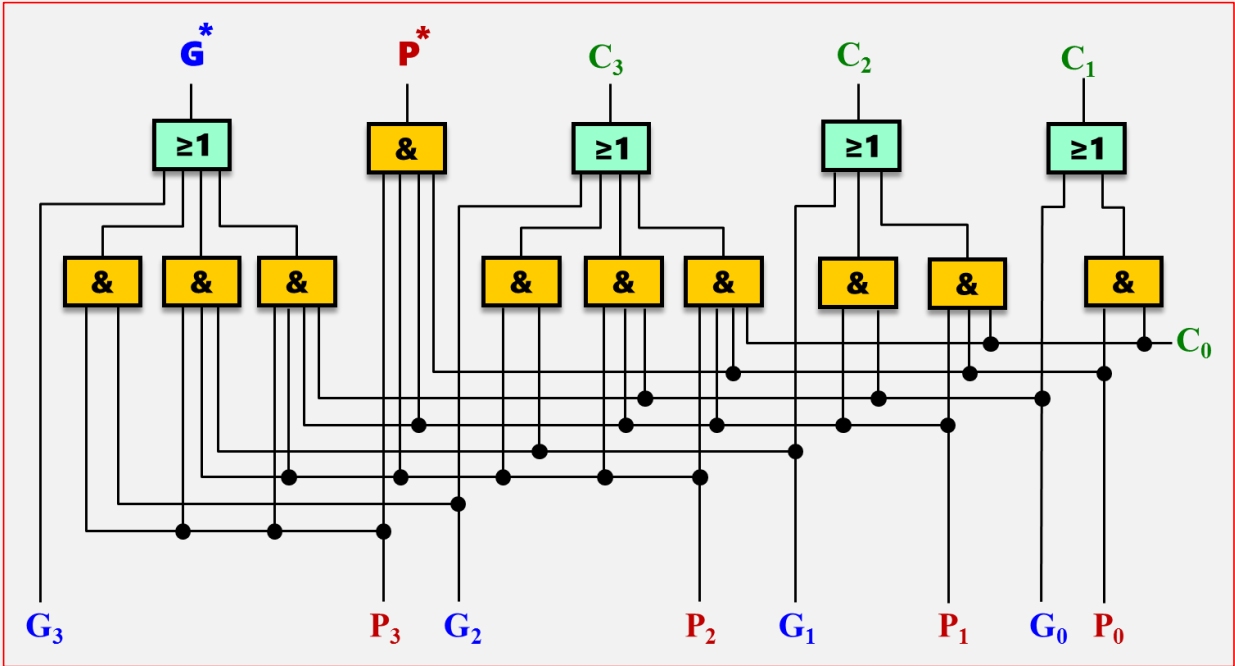 G* P* C₃ C₂ C₁
≥1 & ≥1 ≥1 ≥1
& & & & & & & & &
C₀
G₃ P₃ G₂ P₂ G₁ P₁ G₀ P₀